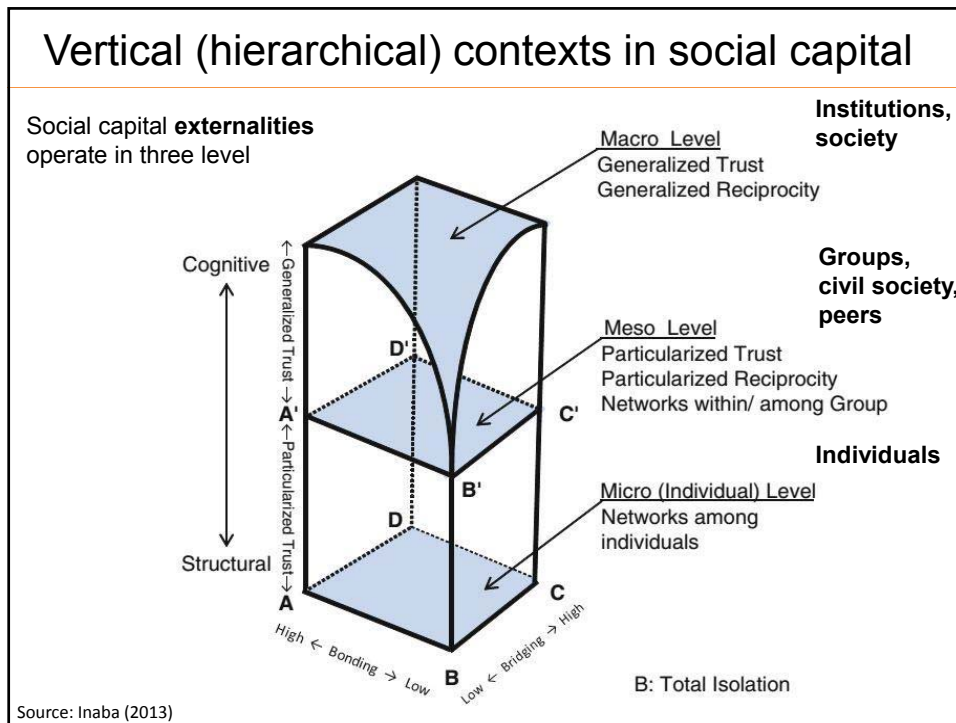 Vertical (hierarchical) contexts in social capital
Social capital externalities
operate in three level
Institutions,
society
Macro Level
Generalized Trust
Generalized Reciprocity
Cognitive
←Generalized Trust →
Groups,
civil society,
peers
Meso Level
Particularized Trust
Particularized Reciprocity
Networks within/ among Group
D'
A'
C'
B'
←Particularized Trust→
Individuals
Micro (Individual) Level
Networks among
individuals
D
Structural
A
C
High ← Bonding → Low
B
Low ← Bridging → High
B: Total Isolation
Source: Inaba (2013)